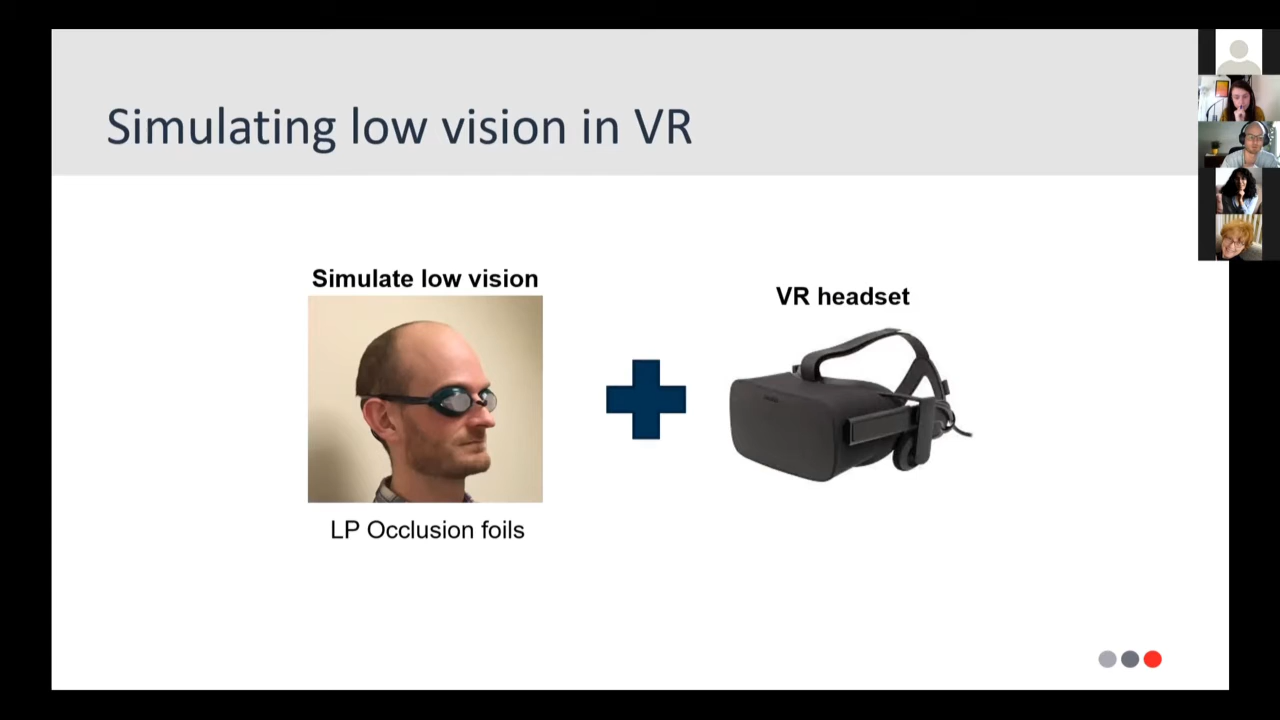 Simulating low vision in VR
Simulate low vision
VR headset
LP Occlusion foils